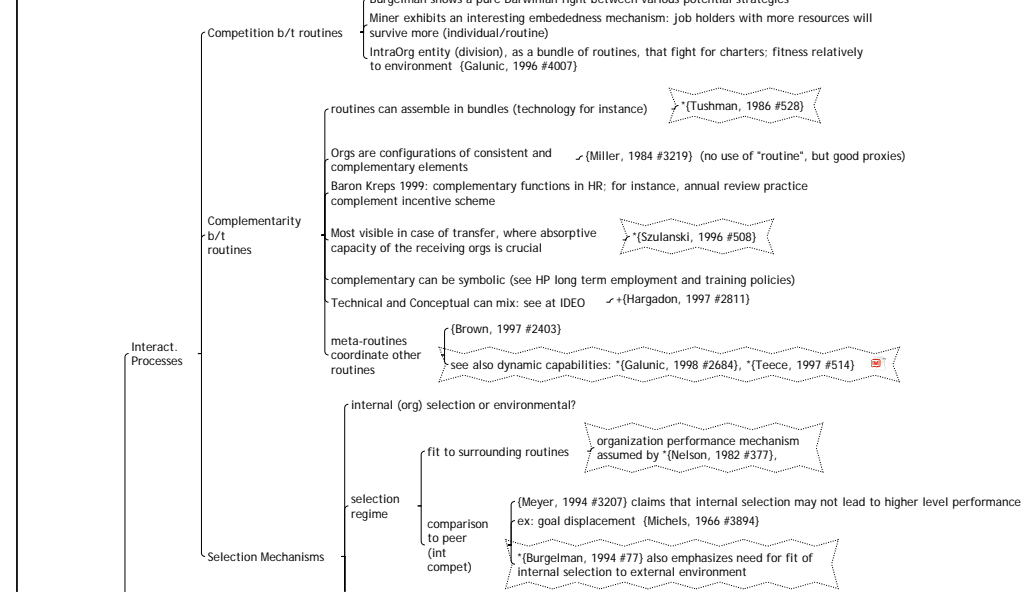 Burgelman shows a pure Darwinian fight between various potential strategies
Competition b/t routines
Miner exhibits an interesting embededness mechanism: job holders with more resources will
survive more (individual/routine)
IntraOrg entity (division), as a bundle of routines, that fight for charters; fitness relatively
to environment {Galunic, 1996 #4007}
routines can assemble in bundles (technology for instance)
*{Tushman, 1986 #528}
Orgs are configurations of consistent and
complementary elements
{Miller, 1984 #3219} (no use of "routine", but good proxies)
Baron Kreps 1999: complementary functions in HR; for instance, annual review practice
complement incentive scheme
Complementarity
b/t
routines
Most visible in case of transfer, where absorptive
capacity of the receiving orgs is crucial
*{Szulanski, 1996 #508}
complementary can be symbolic (see HP long term employment and training policies)
Technical and Conceptual can mix: see at IDEO
+{Hargadon, 1997 #2811}
meta-routines
coordinate other
routines
{Brown, 1997 #2403}
see also dynamic capabilities: *{Galunic, 1998 #2684}, *{Teece, 1997 #514}
Interact.
Processes
internal (org) selection or environmental?
fit to surrounding routines
organization performance mechanism
assumed by *{Nelson, 1982 #377},
selection
regime
comparison
to peer
(int
compet)
{Meyer, 1994 #3207} claims that internal selection may not lead to higher level performance
ex: goal displacement {Michels, 1966 #3894}
*{Burgelman, 1994 #77} also emphasizes need for fit of
internal selection to external environment
Selection Mechanisms